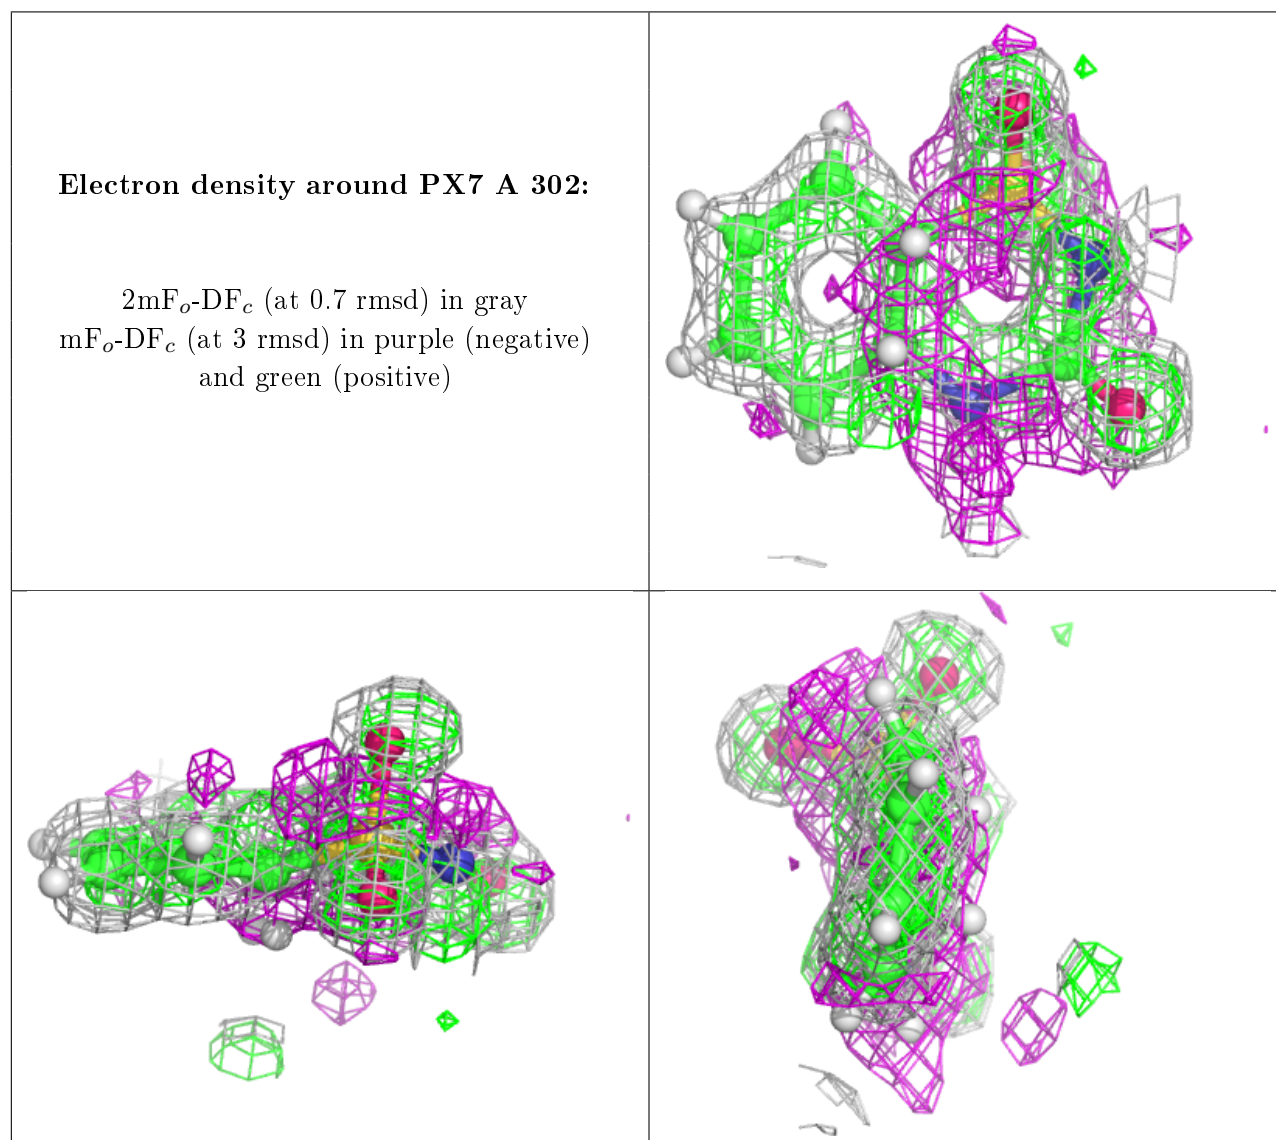 Electron density around PX7 A 302:
2mFo-DFc (at 0.7 rmsd) in gray
mFo-DFc (at 3 rmsd) in purple (negative)
and green (positive)